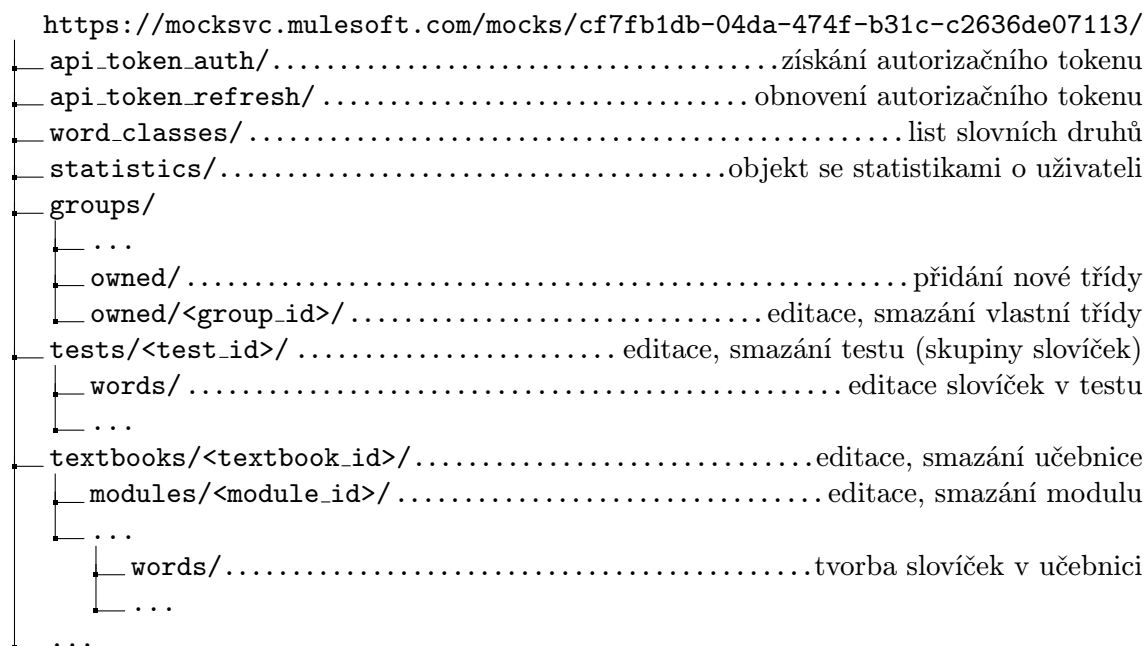 https://mocksvc.mulesoft.com/mocks/cf7fb1db-04da-474f-b31c-c2636de07113/
api_token_auth/......................................získání autorizačního tokenu
api_token_refresh/................................obnovení autorizačního tokenu
word_classes/.................................................list slovních druhů
statistics/........................................objekt se statistikami o uživateli
groups/
...
owned/......................................................přidání nové třídy
owned/<group_id>/...............................editace, smazání vlastní třídy
tests/<test_id>/........................editace, smazání testu (skupiny slovíček)
words/.................................................editace slovíček v testu
...
textbooks/<textbook_id>/..............................editace, smazání učebnice
modules/<module_id>/................................editace, smazání modulu
...
words/............................................tvorba slovíček v učebnici
...
...